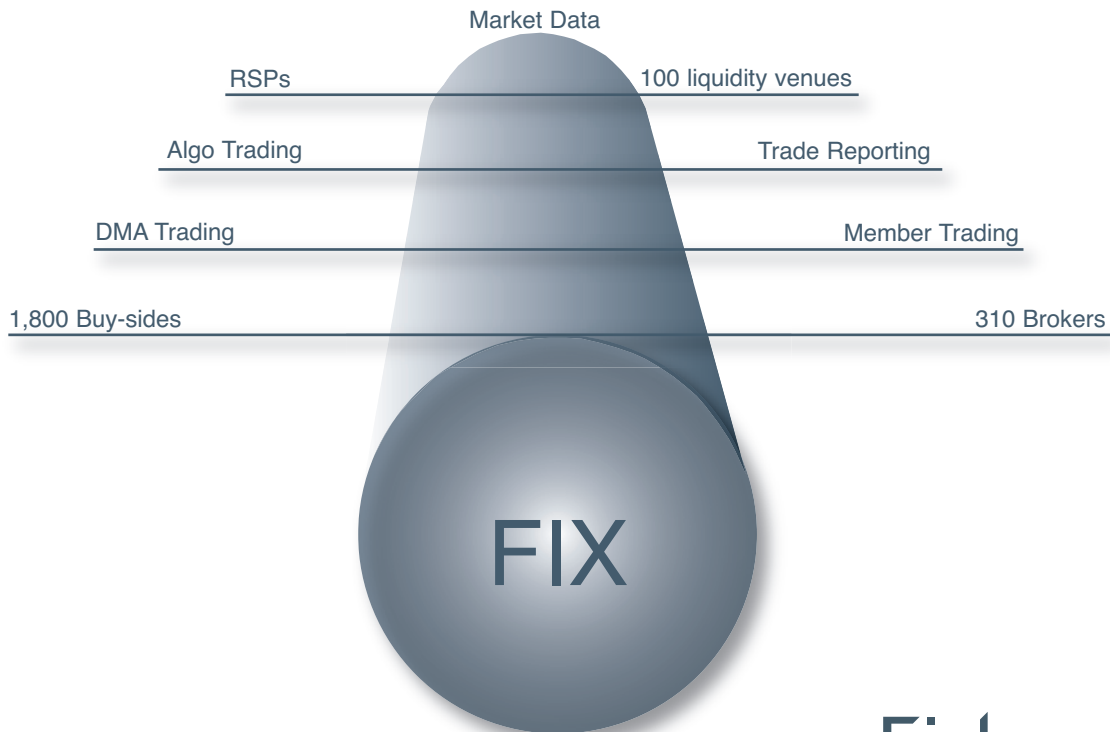 Market Data
RSPs 100 liquidity venues
Algo Trading Trade Reporting
DMA Trading Member Trading
1,800 Buy-sides 310 Brokers
FIX